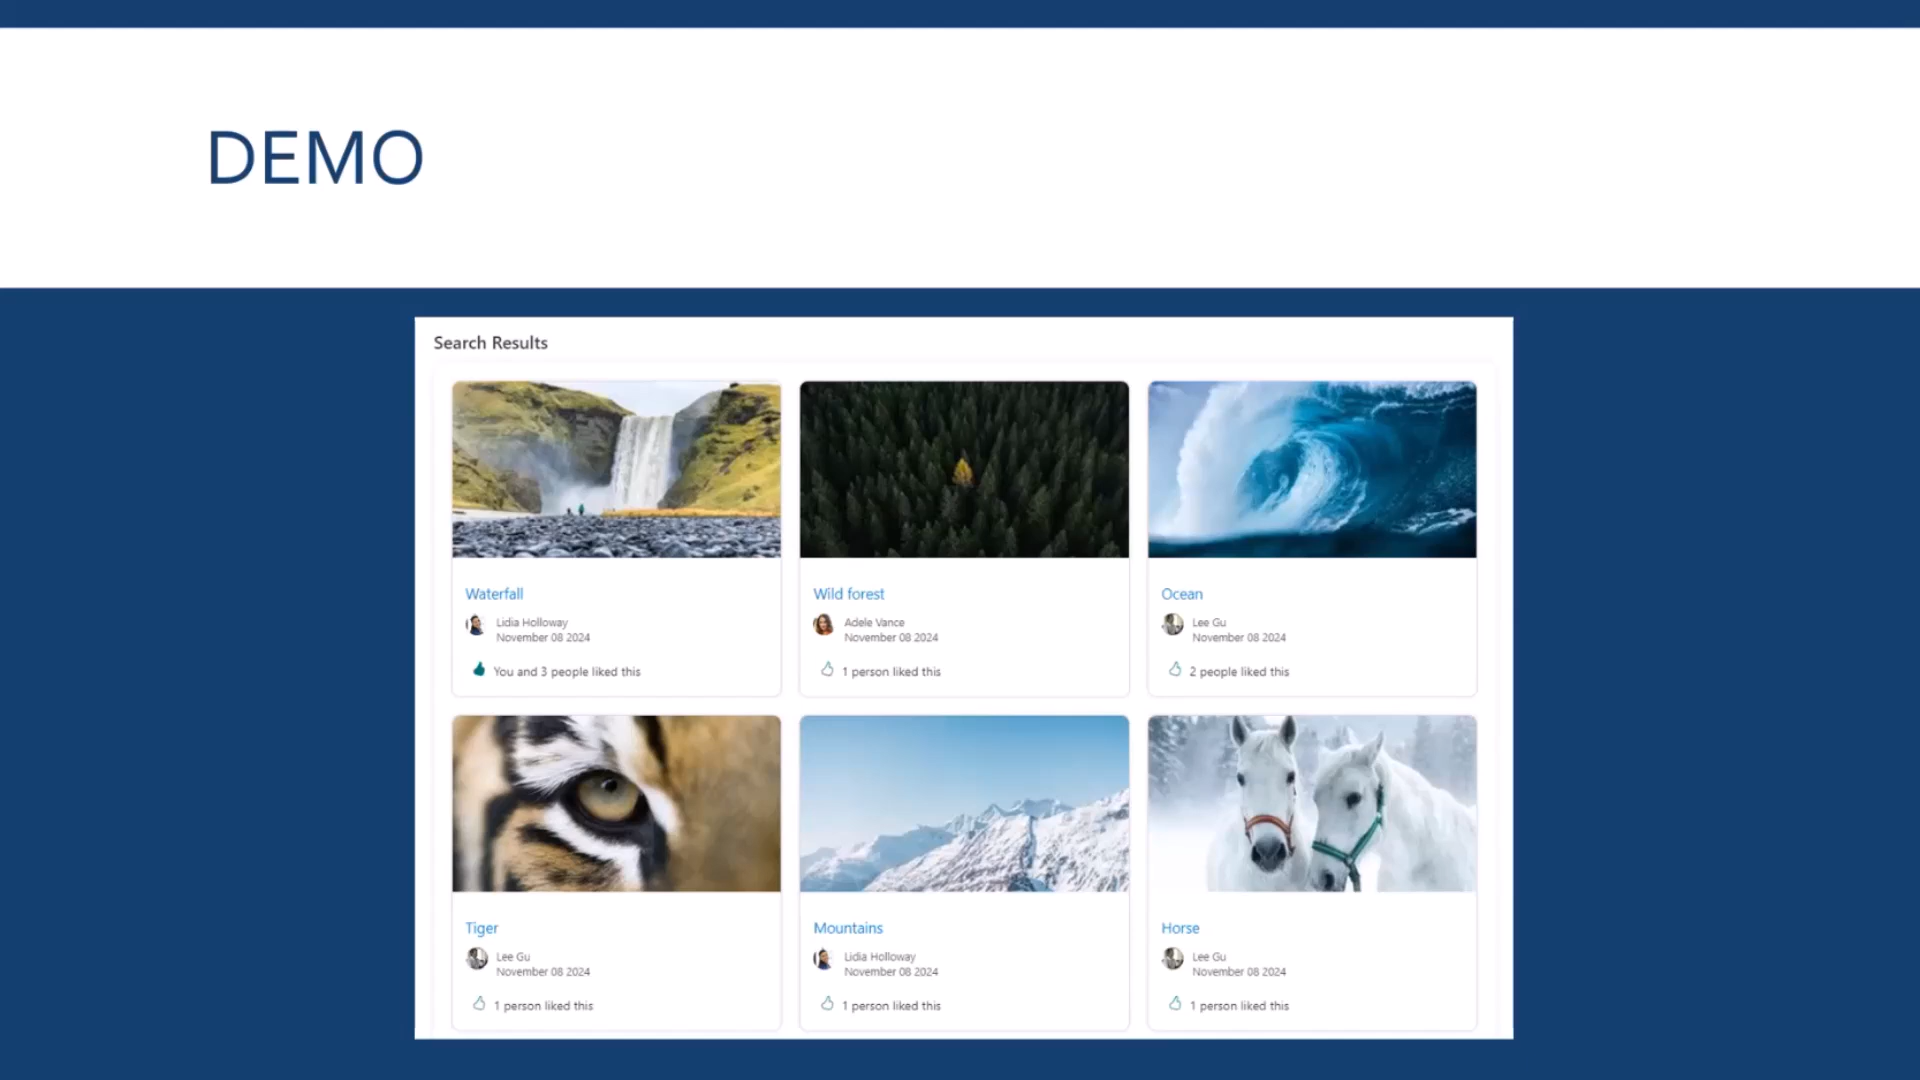 DEMO
Search Results
Waterfall
Lidia Holloway
November 08 2024
You and 3 people liked this
Wild forest
Adele Vance
November 08 2024
1 person liked this
Ocean
Lee Gu
November 08 2024
2 people liked this
Tiger
Lee Gu
November 08 2024
1 person liked this
Mountains
Lidia Holloway
November 08 2024
1 person liked this
Horse
Lee Gu
November 08 2024
1 person liked this